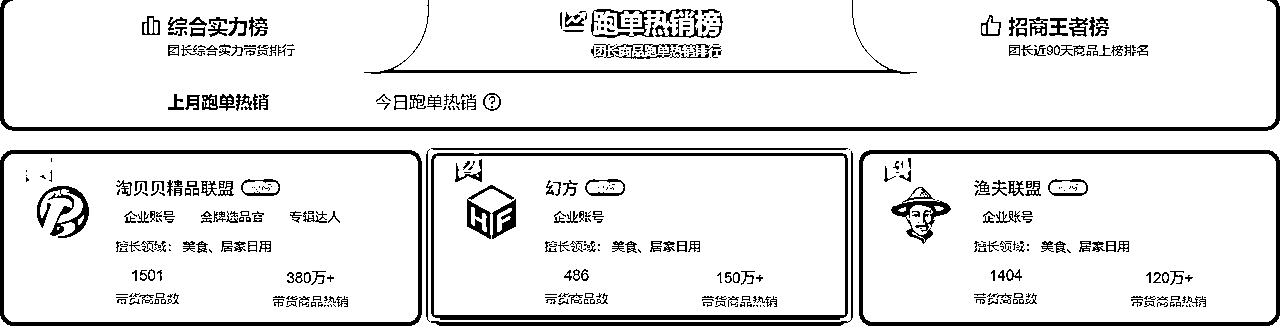 综合实力榜
团长综合实力带货排行
跑单热销榜
团长商品跑单热销排行
招商王者榜
团长近90天商品上榜排名
上月跑单热销
今日跑单热销 ?
淘贝贝精品联盟
企业账号 金牌选品官 专辑达人
擅长领域: 美食、居家日用
1501 380万+
带货商品数 带货商品热销
幻方
企业账号
擅长领域: 美食、居家日用
486 150万+
带货商品数 带货商品热销
渔夫联盟
企业账号
擅长领域: 美食、居家日用
1404 120万+
带货商品数 带货商品热销